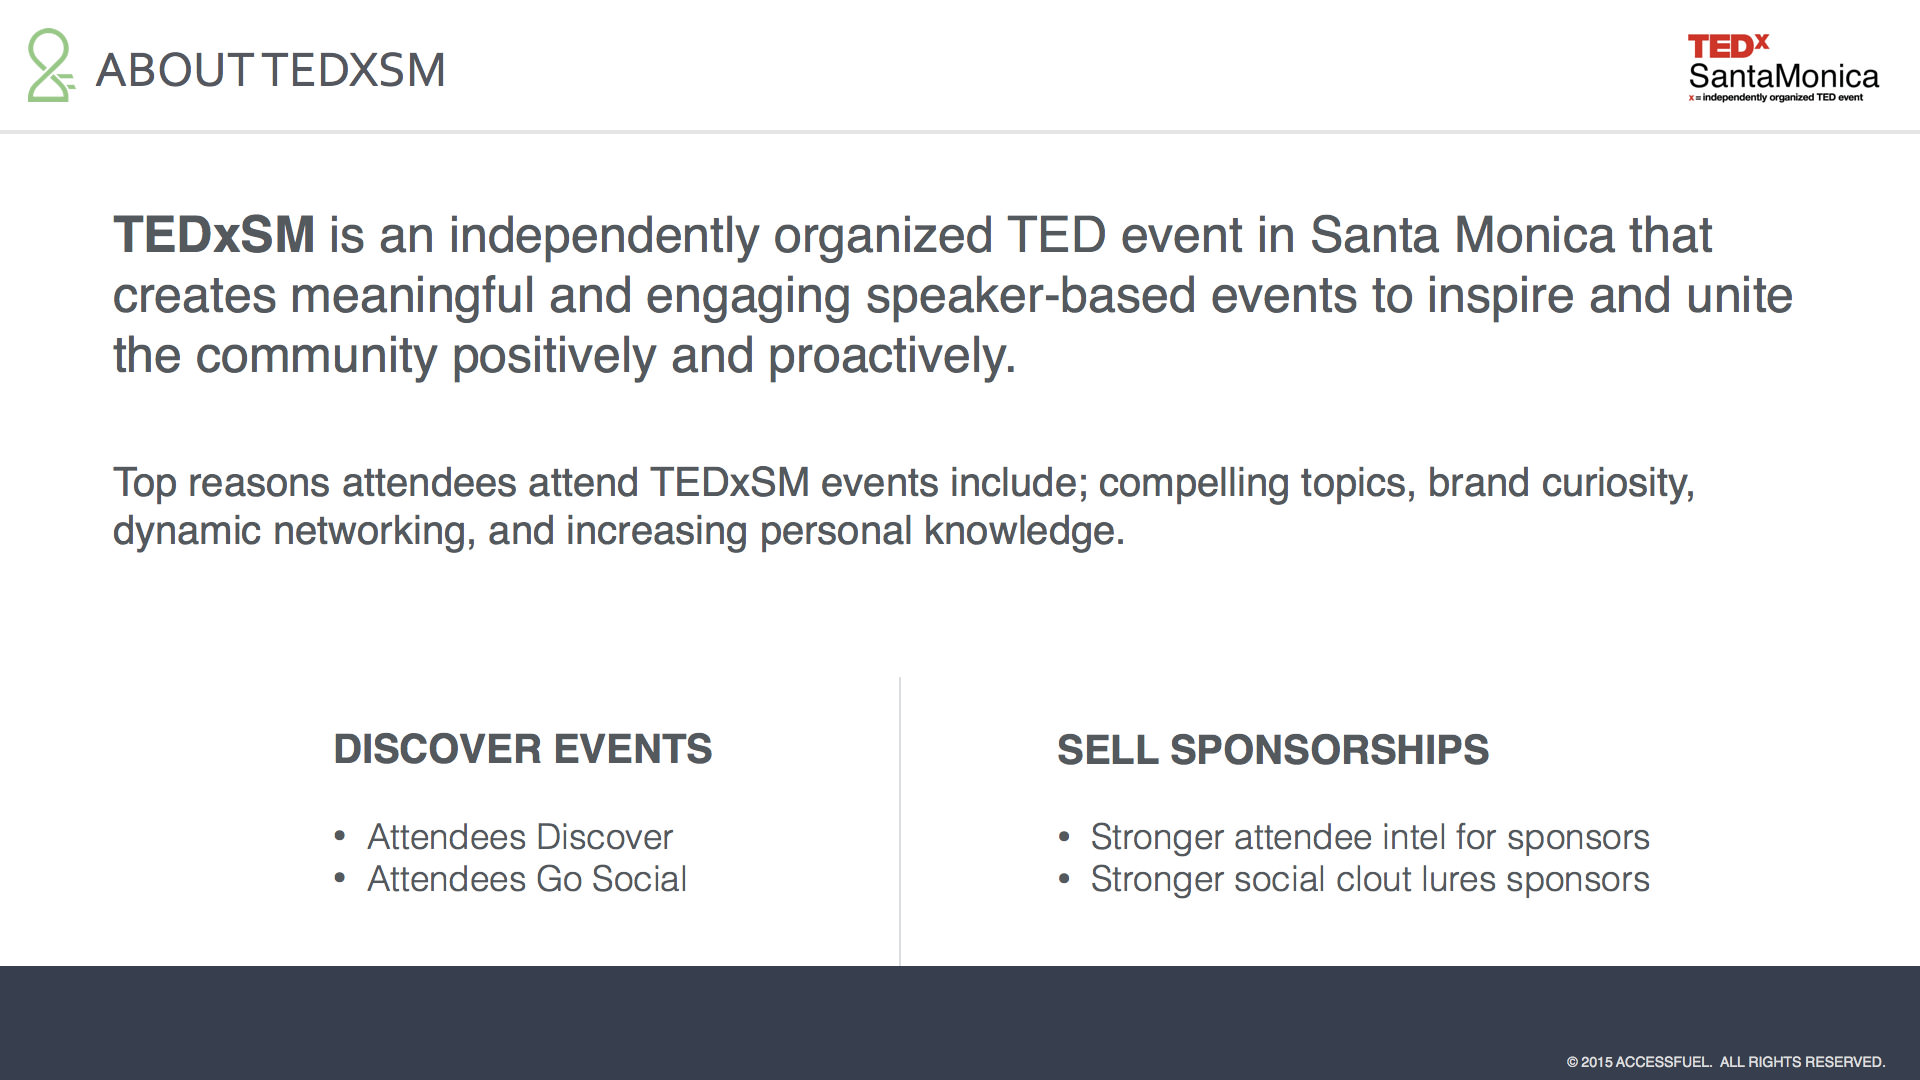 ABOUT TEDXSM
TEDx
SantaMonica
x = independently organized TED event
TEDxSM is an independently organized TED event in Santa Monica that
creates meaningful and engaging speaker-based events to inspire and unite
the community positively and proactively.
Top reasons attendees attend TEDxSM events include; compelling topics, brand curiosity,
dynamic networking, and increasing personal knowledge.
DISCOVER EVENTS
• Attendees Discover
• Attendees Go Social
SELL SPONSORSHIPS
• Stronger attendee intel for sponsors
• Stronger social clout lures sponsors
© 2015 ACCESSFUEL. ALL RIGHTS RESERVED.